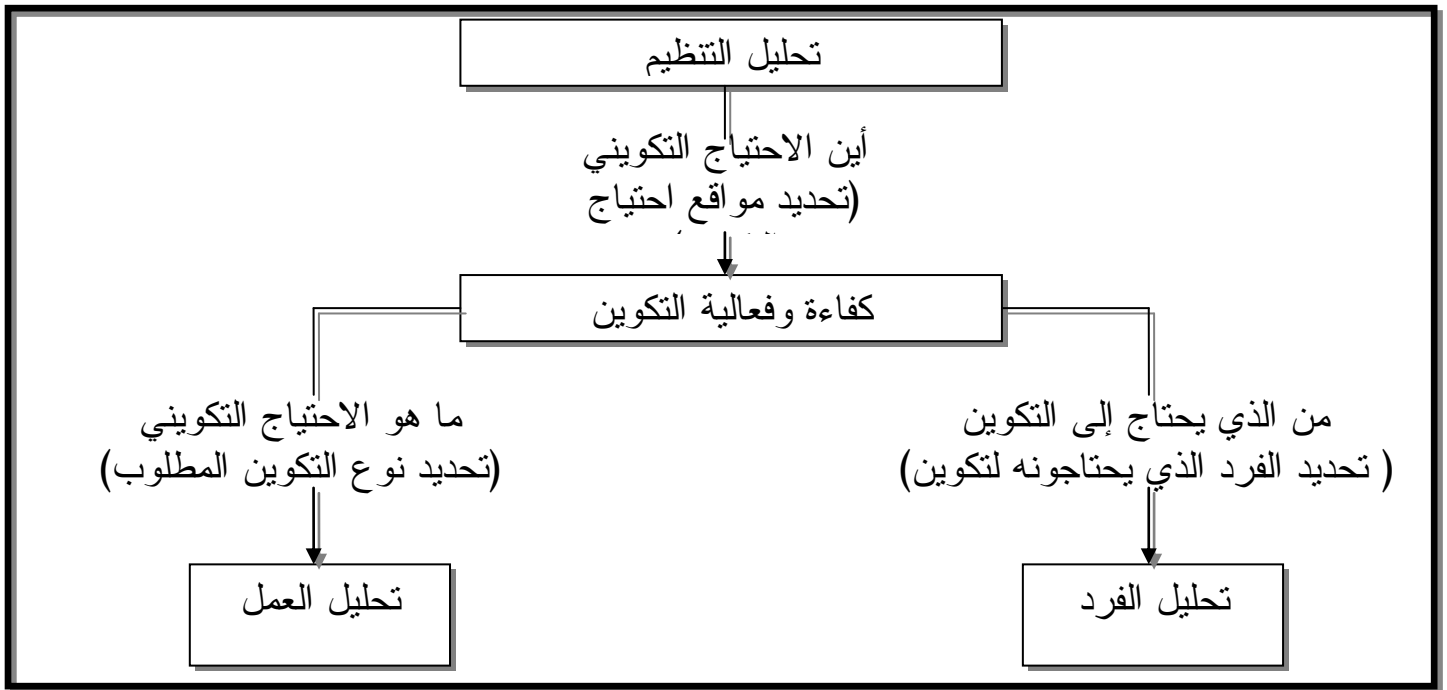 تحليل التنظيم
أين الاحتياج التكويني
(تحديد مواقع احتياج
كفاءة وفعالية التكوين
من الذي يحتاج إلى التكوين
( تحديد الفرد الذي يحتاجونه لتكوين)
ما هو الاحتياج التكويني
(تحديد نوع التكوين المطلوب)
تحليل الفرد
تحليل العمل